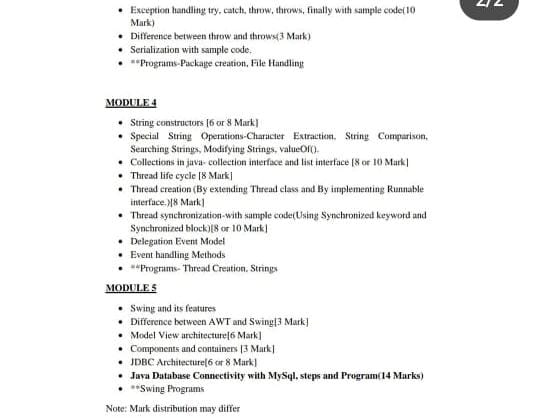 2/2
• Exception handling try, catch, throw, throws, finally with sample code(10
Mark)
• Difference between throw and throws(3 Mark)
• Serialization with sample code.
• **Programs-Package creation, File Handling
MODULE 4
• String constructors [6 or 8 Mark]
• Special String Operations-Character Extraction, String Comparison,
Searching Strings, Modifying Strings, valueOf().
• Collections in java- collection interface and list interface [8 or 10 Mark]
• Thread life cycle [8 Mark]
• Thread creation (By extending Thread class and By implementing Runnable
interface.)[8 Mark]
• Thread synchronization-with sample code(Using Synchronized keyword and
Synchronized block)[8 or 10 Mark]
• Delegation Event Model
• Event handling Methods
• **Programs- Thread Creation, Strings
MODULE 5
• Swing and its features
• Difference between AWT and Swing[3 Mark]
• Model View architecture[6 Mark]
• Components and containers [3 Mark]
• JDBC Architecture[6 or 8 Mark]
• Java Database Connectivity with MySql, steps and Program(14 Marks)
• **Swing Programs
Note: Mark distribution may differ